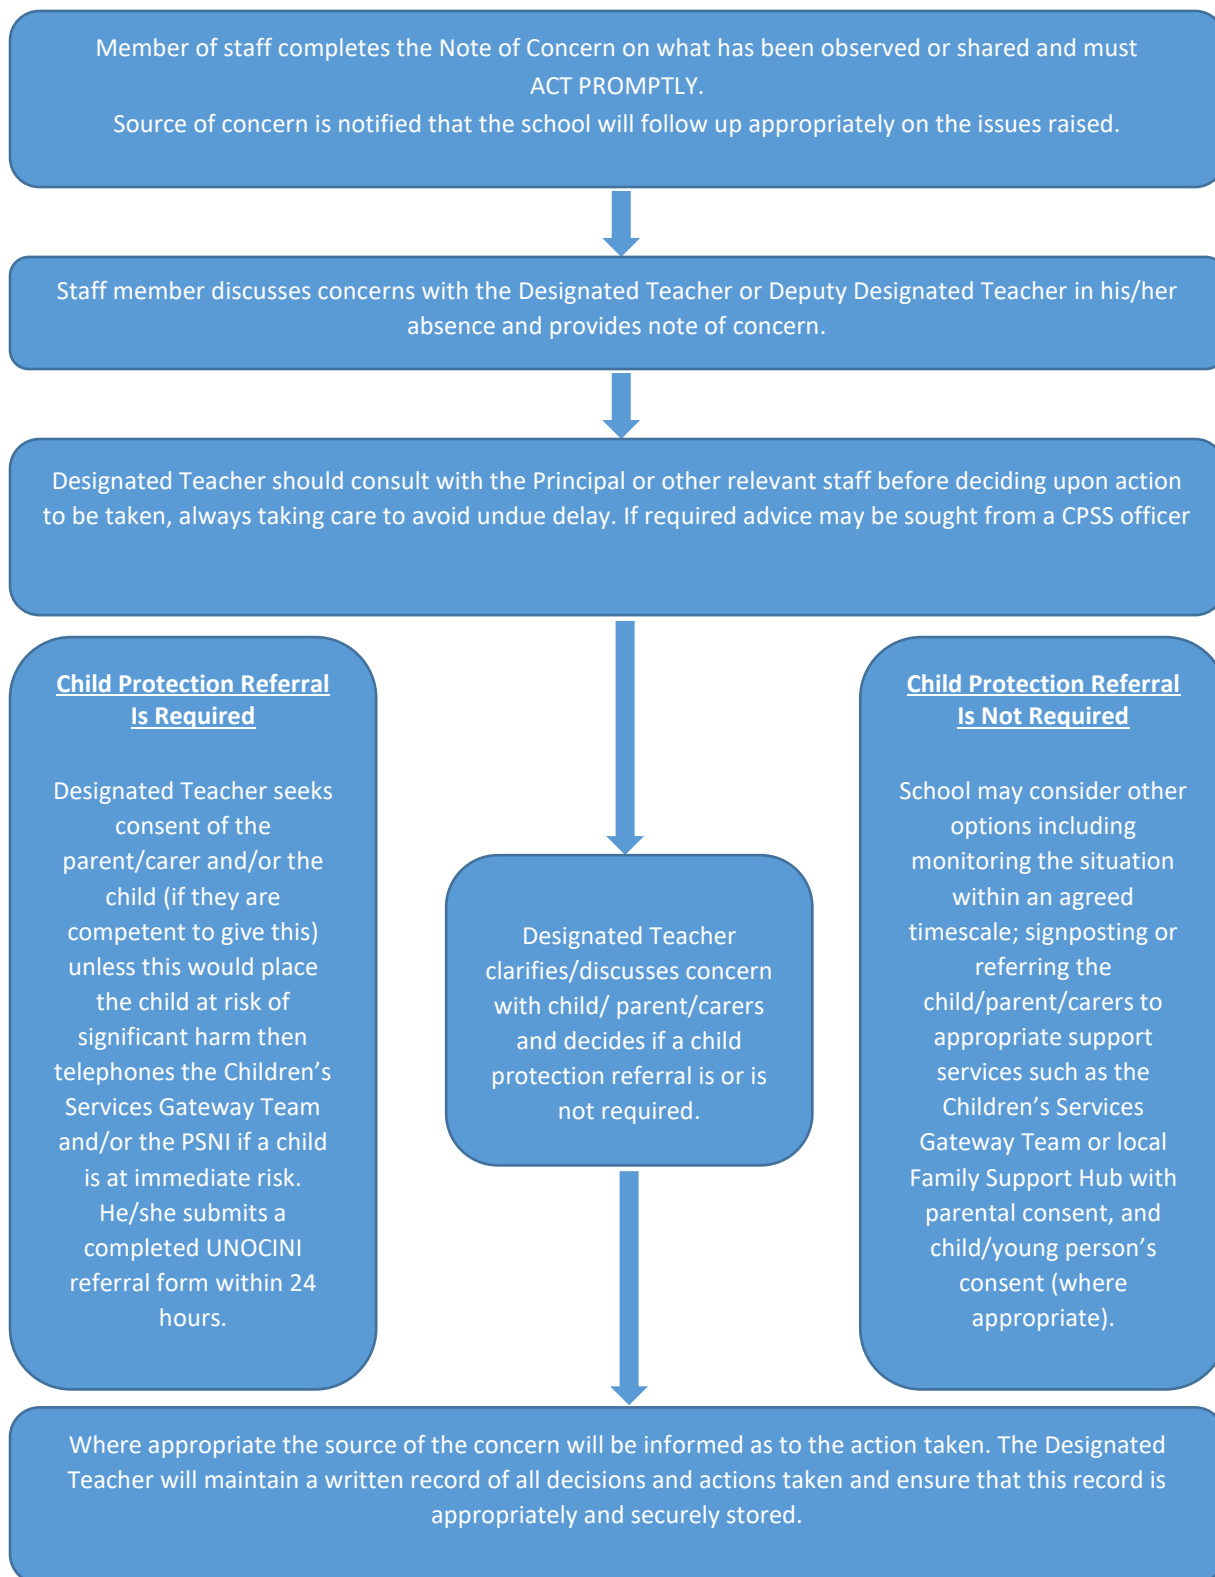 Member of staff completes the Note of Concern on what has been observed or shared and must
ACT PROMPTLY.
Source of concern is notified that the school will follow up appropriately on the issues raised.
Staff member discusses concerns with the Designated Teacher or Deputy Designated Teacher in his/her
absence and provides note of concern.
Designated Teacher should consult with the Principal or other relevant staff before deciding upon action
to be taken, always taking care to avoid undue delay. If required advice may be sought from a CPSS officer
Child Protection Referral
Is Required
Designated Teacher seeks
consent of the
parent/carer and/or the
child (if they are
competent to give this)
unless this would place
the child at risk of
significant harm then
telephones the Children’s
Services Gateway Team
and/or the PSNI if a child
is at immediate risk.
He/she submits a
completed UNOCINI
referral form within 24
hours.
Designated Teacher
clarifies/discusses concern
with child/ parent/carers
and decides if a child
protection referral is or is
not required.
Child Protection Referral
Is Not Required
School may consider other
options including
monitoring the situation
within an agreed
timescale; signposting or
referring the
child/parent/carers to
appropriate support
services such as the
Children’s Services
Gateway Team or local
Family Support Hub with
parental consent, and
child/young person’s
consent (where
appropriate).
Where appropriate the source of the concern will be informed as to the action taken. The Designated
Teacher will maintain a written record of all decisions and actions taken and ensure that this record is
appropriately and securely stored.